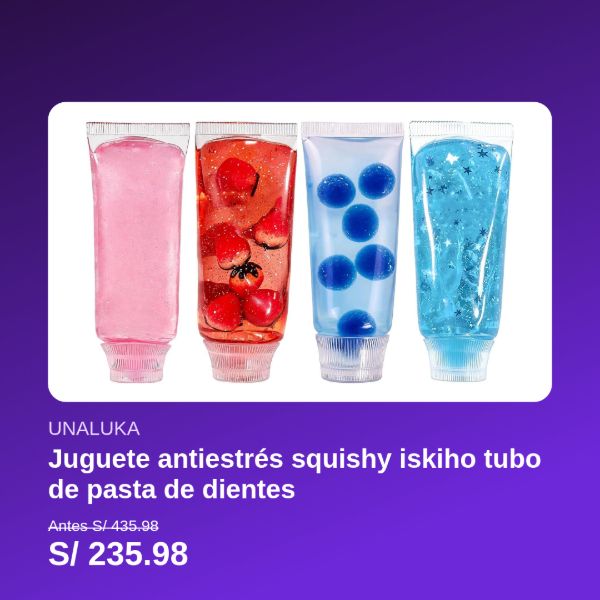 UNALUKA
Juguete antiestrés squishy iskiho tubo
de pasta de dientes
Antes S/ 435.98
S/ 235.98